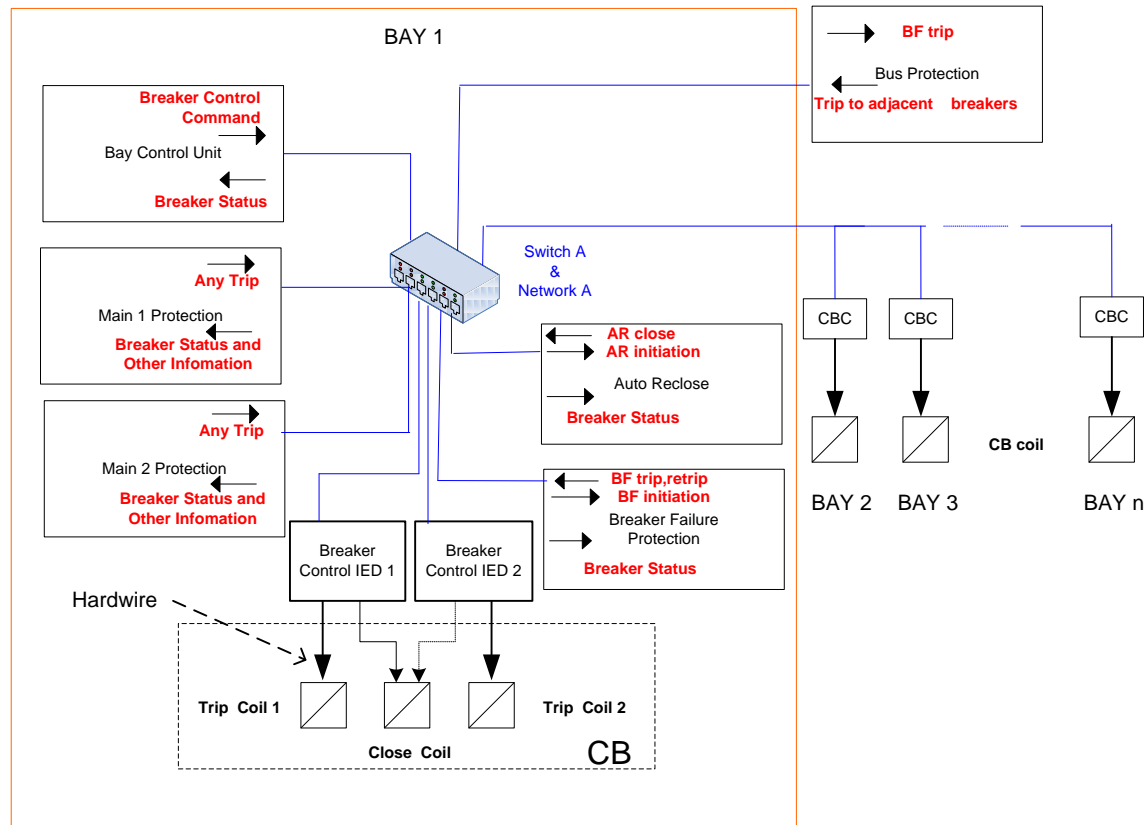 BAY 1
Breaker Control
Command
Bay Control Unit
Breaker Status
Any Trip
Main 1 Protection
Breaker Status and
Other Infomation
Any Trip
Main 2 Protection
Breaker Status and
Other Infomation
Switch A
&
Network A
AR close
AR initiation
Auto Reclose
Breaker Status
BF trip,retrip
BF initiation
Breaker Failure
Protection
Breaker Status
Breaker
Control IED 1
Breaker
Control IED 2
Hardwire
Trip Coil 1
Close Coil
Trip Coil 2
CB
BF trip
Bus Protection
Trip to adjacent breakers
CBC
CBC
CBC
CB coil
BAY 2
BAY 3
BAY n